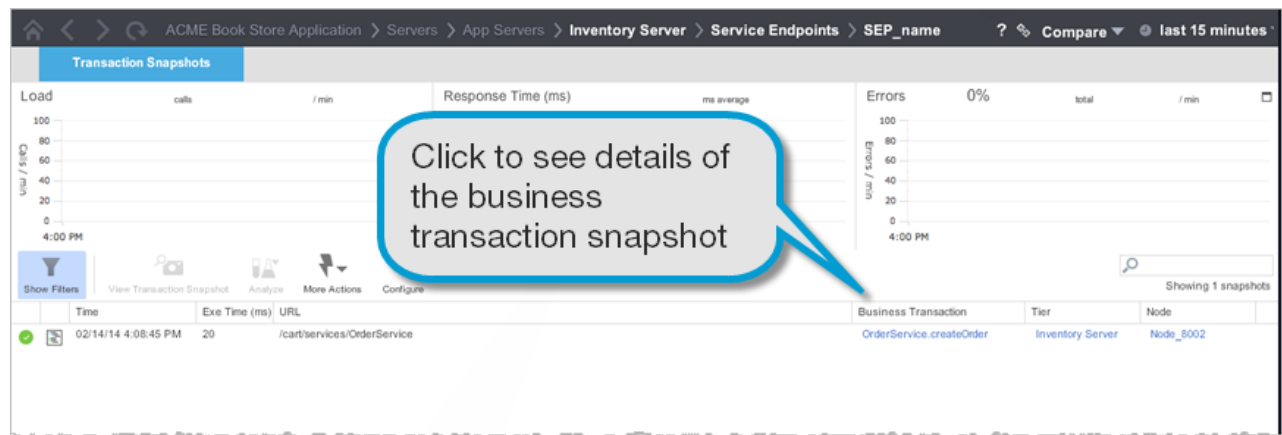 ACME Book Store Application > Servers > App Servers > Inventory Server > Service Endpoints > SEP_name ? Compare last 15 minutes
Transaction Snapshots
Load calls / min
100
80
60
40
20
0
Calls / min
4:00 PM
Response Time (ms) ms average
Errors 0% total / min
100
80
60
40
20
0
Errors / min
4:00 PM
Click to see details of
the business
transaction snapshot
Show Filters View Transaction Snapshot Analyze More Actions Configure
Showing 1 snapshots
Time Exe Time (ms) URL Business Transaction Tier Node
02/14/14 4:08:45 PM 20 /cart/services/OrderService OrderService.createOrder Inventory Server Node_8002